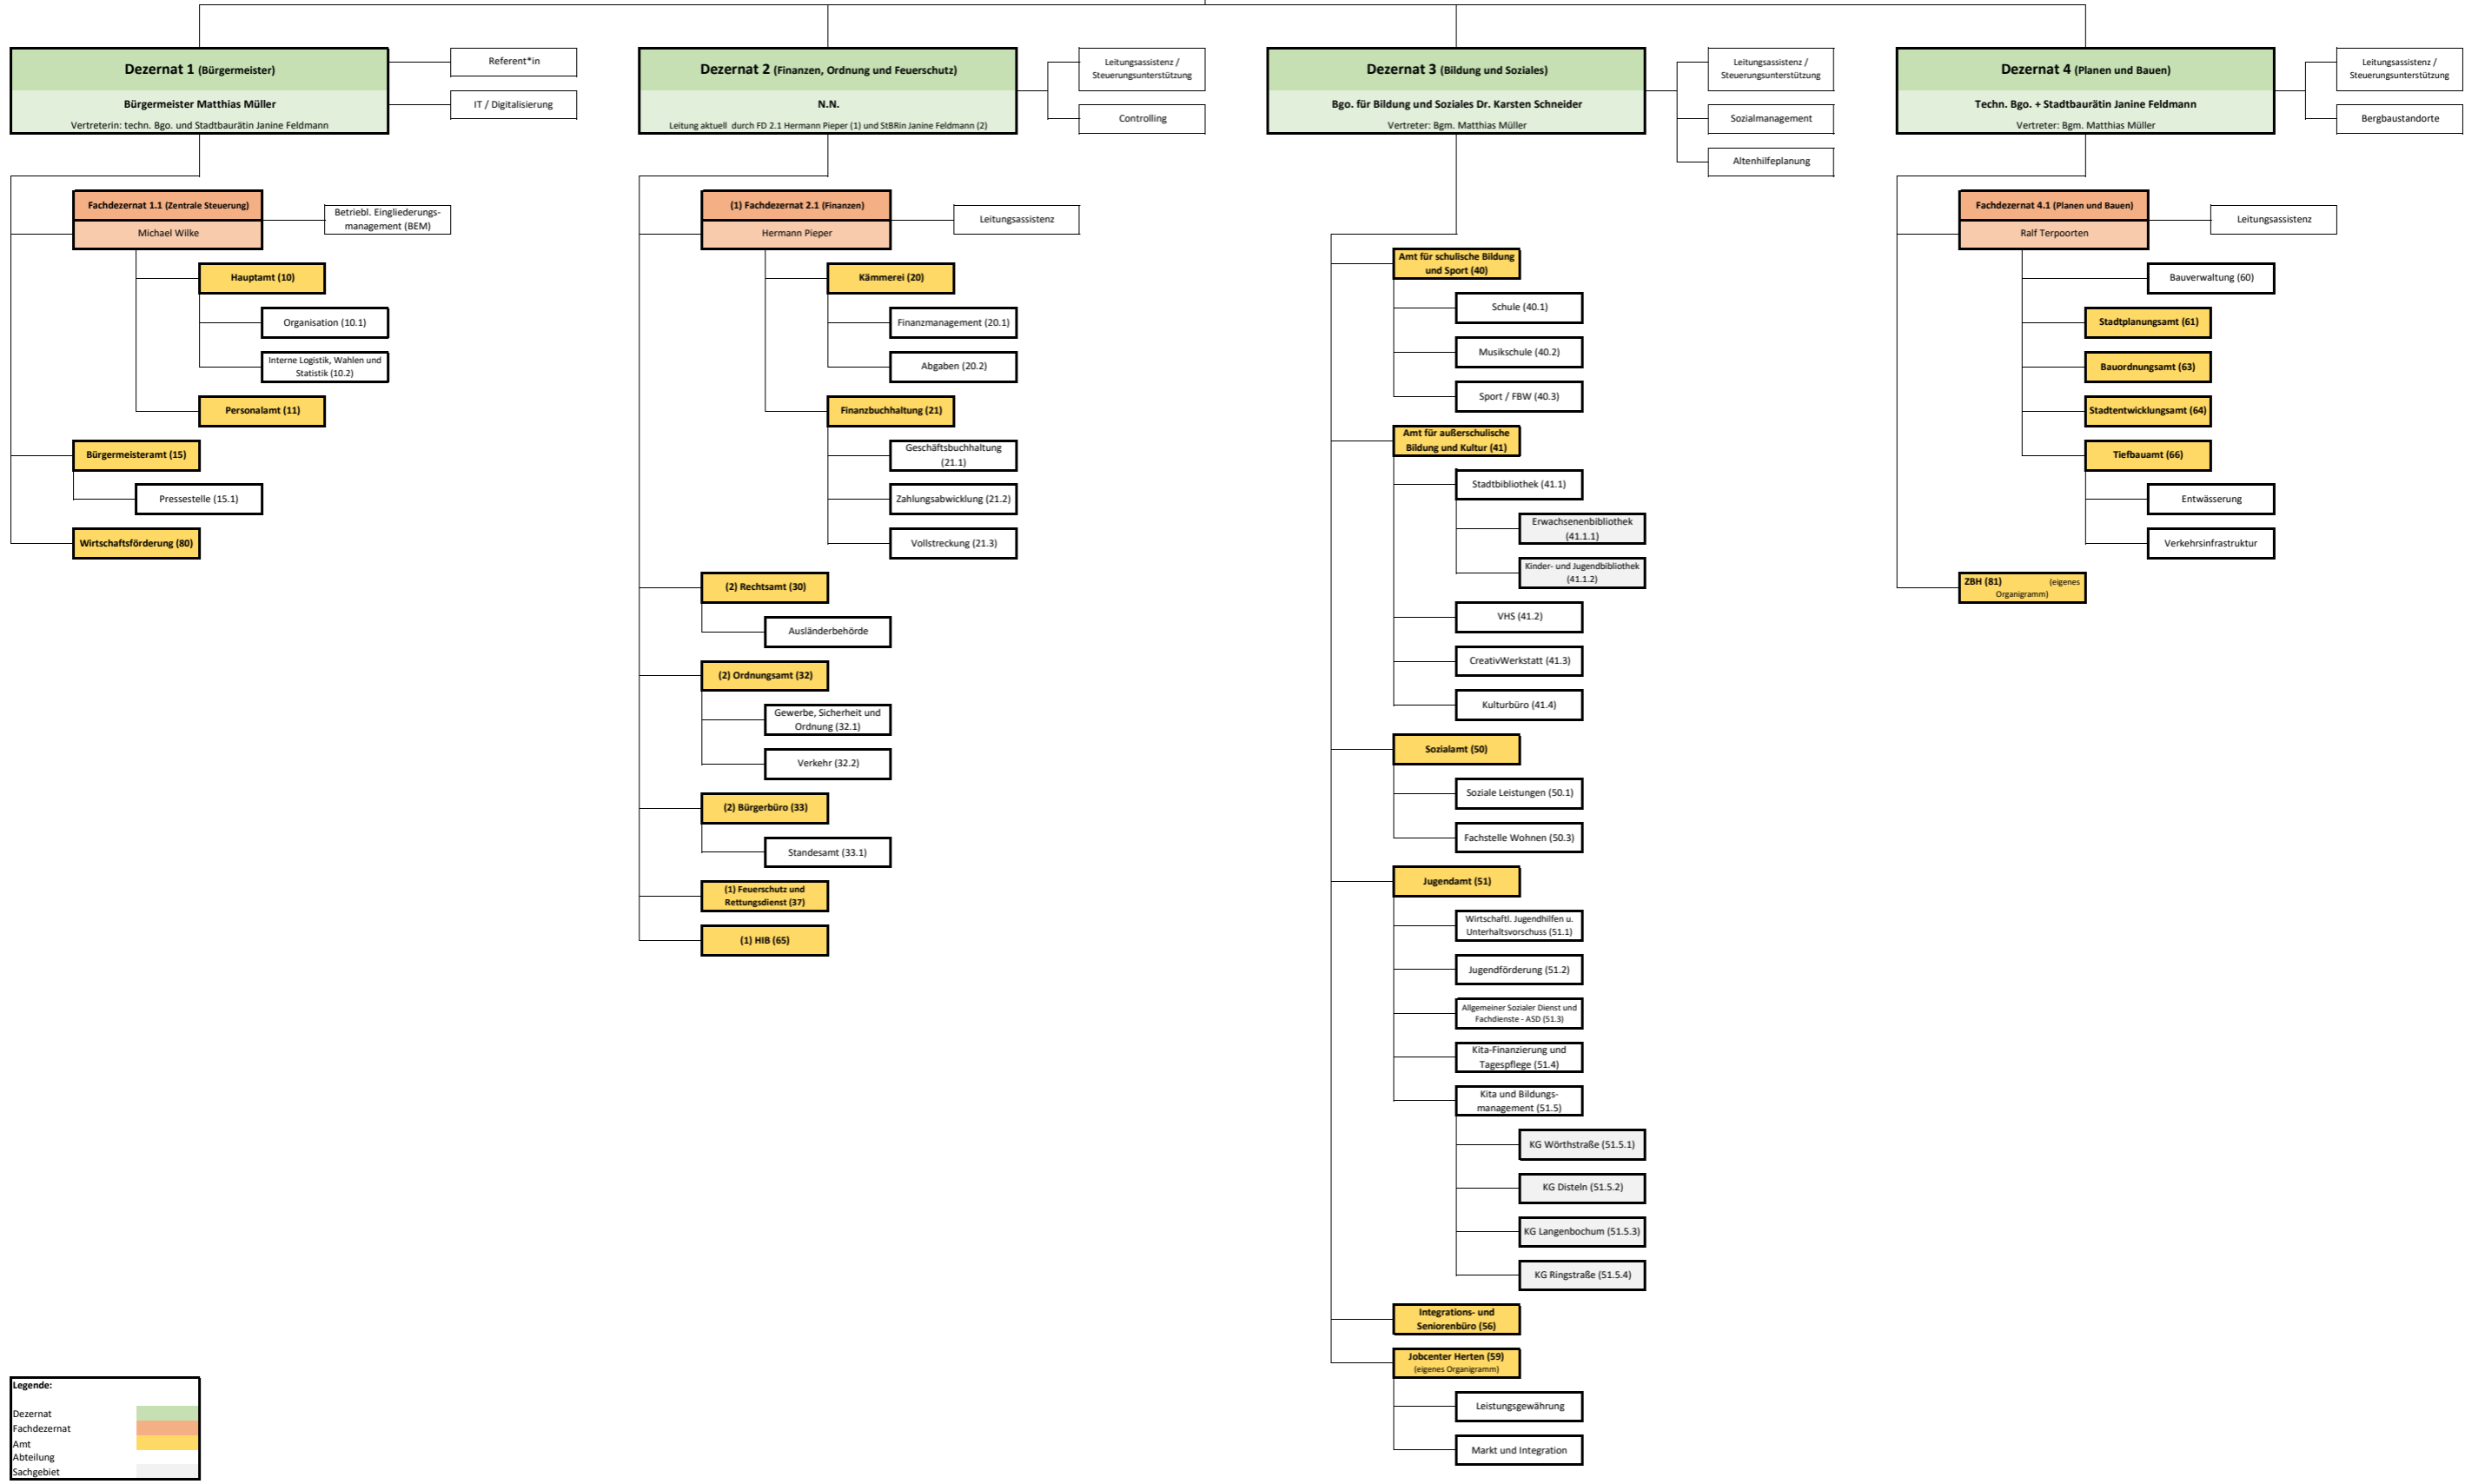 Dezernat 1 (Bürgermeister)
Bürgermeister Matthias Müller
Vertreterin: techn. Bgo. und Stadtbaurätin Janine Feldmann
Referent*in
IT / Digitalisierung
Fachdezernat 1.1 (Zentrale Steuerung)
Michael Wilke
Betriebl. Eingliederungs-
management (BEM)
Hauptamt (10)
Organisation (10.1)
Interne Logistik, Wahlen und
Statistik (10.2)
Personalamt (11)
Bürgermeisteramt (15)
Pressestelle (15.1)
Wirtschaftsförderung (80)
Dezernat 2 (Finanzen, Ordnung und Feuerschutz)
N.N.
Leitung aktuell durch FD 2.1 Hermann Pieper (1) und StBRin Janine Feldmann (2)
Leitungsassistenz /
Steuerungsunterstützung
Controlling
(1) Fachdezernat 2.1 (Finanzen)
Hermann Pieper
Leitungsassistenz
Kämmerei (20)
Finanzmanagement (20.1)
Abgaben (20.2)
Finanzbuchhaltung (21)
Geschäftsbuchhaltung
(21.1)
Zahlungsabwicklung (21.2)
Vollstreckung (21.3)
(2) Rechtsamt (30)
Ausländerbehörde
(2) Ordnungsamt (32)
Gewerbe, Sicherheit und
Ordnung (32.1)
Verkehr (32.2)
(2) Bürgerbüro (33)
Standesamt (33.1)
(1) Feuerschutz und
Rettungsdienst (37)
(1) HIB (65)
Dezernat 3 (Bildung und Soziales)
Bgo. für Bildung und Soziales Dr. Karsten Schneider
Vertreter: Bgm. Matthias Müller
Leitungsassistenz /
Steuerungsunterstützung
Sozialmanagement
Altenhilfeplanung
Amt für schulische Bildung
und Sport (40)
Schule (40.1)
Musikschule (40.2)
Sport / FBW (40.3)
Amt für außerschulische
Bildung und Kultur (41)
Stadtbibliothek (41.1)
Erwachsenenbibliothek
(41.1.1)
Kinder- und Jugendbibliothek
(41.1.2)
VHS (41.2)
CreativWerkstatt (41.3)
Kulturbüro (41.4)
Sozialamt (50)
Soziale Leistungen (50.1)
Fachstelle Wohnen (50.3)
Jugendamt (51)
Wirtschaftl. Jugendhilfen u.
Unterhaltsvorschuss (51.1)
Jugendförderung (51.2)
Allgemeiner Sozialer Dienst und
Fachdienste - ASD (51.3)
Kita-Finanzierung und
Tagespflege (51.4)
Kita und Bildungs-
management (51.5)
KG Wörthstraße (51.5.1)
KG Disteln (51.5.2)
KG Langenbochum (51.5.3)
KG Ringstraße (51.5.4)
Integrations- und
Seniorenbüro (56)
Jobcenter Herten (59)
(eigenes Organigramm)
Leistungsgewährung
Markt und Integration
Dezernat 4 (Planen und Bauen)
Techn. Bgo. + Stadtbaurätin Janine Feldmann
Vertreter: Bgm. Matthias Müller
Leitungsassistenz /
Steuerungsunterstützung
Bergbaustandorte
Fachdezernat 4.1 (Planen und Bauen)
Ralf Terpoorten
Leitungsassistenz
Bauverwaltung (60)
Stadtplanungsamt (61)
Bauordnungsamt (63)
Stadtentwicklungsamt (64)
Tiefbauamt (66)
Entwässerung
Verkehrsinfrastruktur
ZBH (81) (eigenes
Organigramm)
Legende:
Dezernat
Fachdezernat
Amt
Abteilung
Sachgebiet